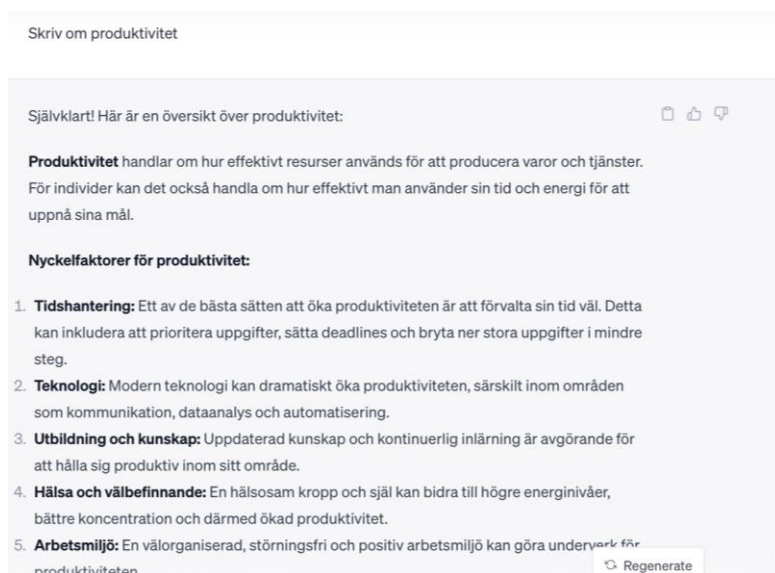 Skriv om produktivitet
Självklart! Här är en översikt över produktivitet:
Produktivitet handlar om hur effektivt resurser används för att producera varor och tjänster.
För individer kan det också handla om hur effektivt man använder sin tid och energi för att
uppnå sina mål.
Nyckelfaktorer för produktivitet:
1. Tidshantering: Ett av de bästa sätten att öka produktiviteten är att förvalta sin tid väl. Detta
kan inkludera att prioritera uppgifter, sätta deadlines och bryta ner stora uppgifter i mindre
steg.
2. Teknologi: Modern teknologi kan dramatiskt öka produktiviteten, särskilt inom områden
som kommunikation, dataanalys och automatisering.
3. Utbildning och kunskap: Uppdaterad kunskap och kontinuerlig inlärning är avgörande för
att hålla sig produktiv inom sitt område.
4. Hälsa och välbefinnande: En hälsosam kropp och själ kan bidra till högre energinivåer,
bättre koncentration och därmed ökad produktivitet.
5. Arbetsmiljö: En välorganiserad, störningsfri och positiv arbetsmiljö kan göra underverk för
produktiviteten
Regenerate